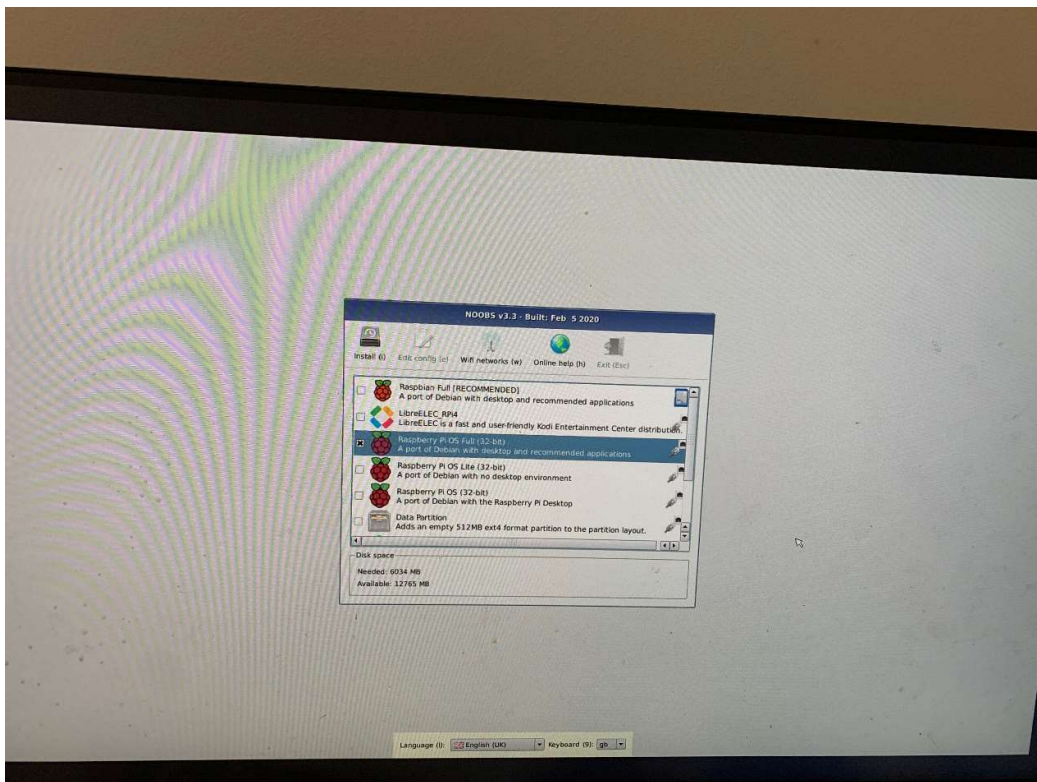 NOOBS v3.3 - Built: Feb 5 2020
Install (i) Edit config (e) Wifi networks (w) Online help (h) Exit (Esc)
Raspbian Full [RECOMMENDED]
A port of Debian with desktop and recommended applications
LibreELEC_RPi4
LibreELEC is a fast and user-friendly Kodi Entertainment Center distribution.
Raspberry Pi OS Full (32-bit)
A port of Debian with desktop and recommended applications
Raspberry Pi OS Lite (32-bit)
A port of Debian with no desktop environment
Raspberry Pi OS (32-bit)
A port of Debian with the Raspberry Pi Desktop
Data Partition
Adds an empty 512MB ext4 format partition to the partition layout.
Disk space
Needed: 6034 MB
Available: 12765 MB
Language (l): English (UK) Keyboard (9): gb